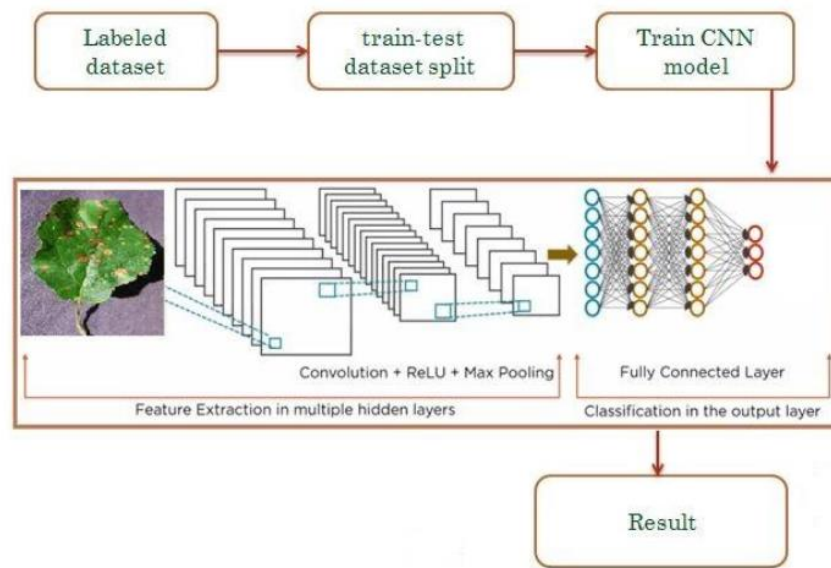 Labeled
dataset
train-test
dataset split
Train CNN
model
Convolution + ReLU + Max Pooling
Fully Connected Layer
Feature Extraction in multiple hidden layers
Classification in the output layer
Result